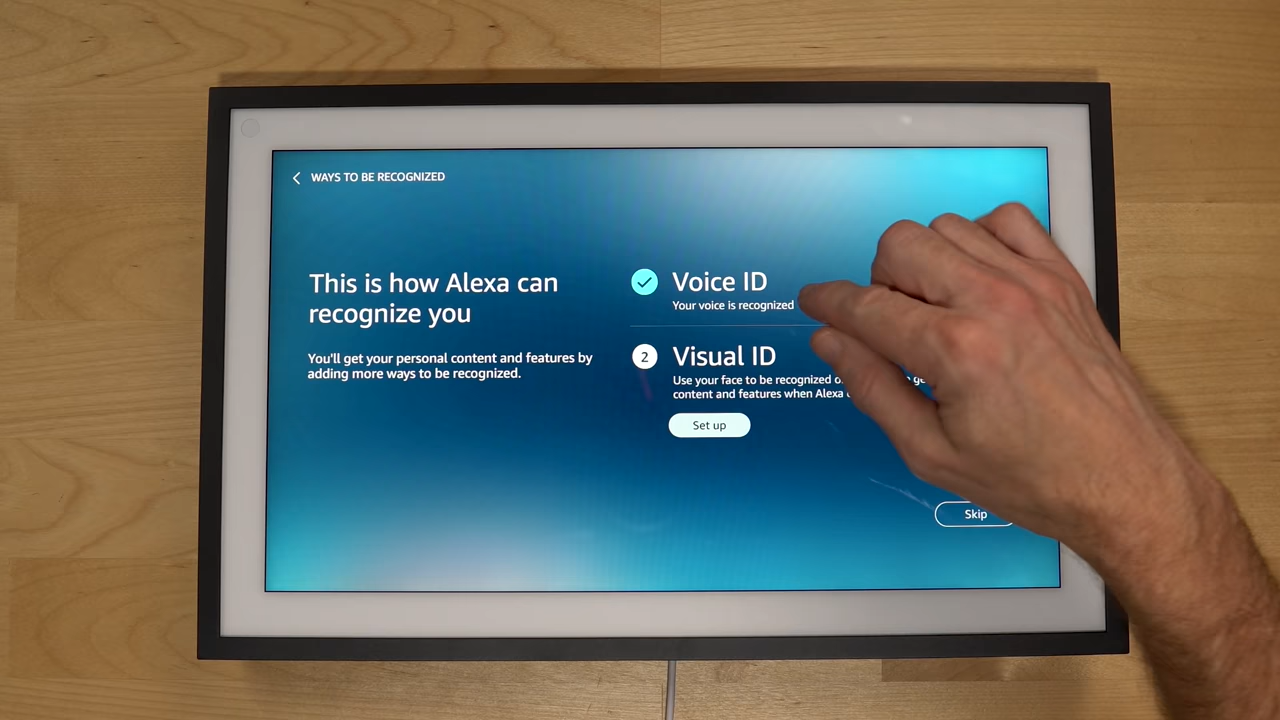 WAYS TO BE RECOGNIZED
This is how Alexa can
recognize you
You'll get your personal content and features by
adding more ways to be recognized.
Voice ID
Your voice is recognized
2
Visual ID
Use your face to be recognized
content and features when Alexa
Set up
Skip